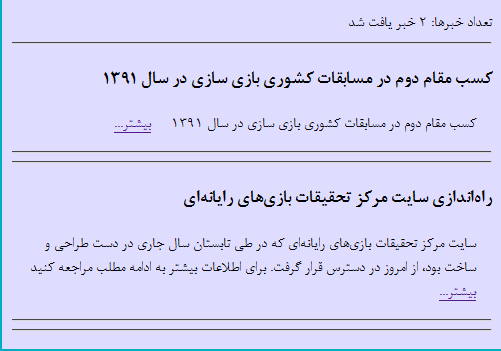 تعداد خبرها: ۲ خبر یافت شد
کسب مقام دوم در مسابقات کشوری بازی سازی در سال ۱۳۹۱
کسب مقام دوم در مسابقات کشوری بازی سازی در سال ۱۳۹۱ بیشتر...
راه‌اندازی سایت مرکز تحقیقات بازی‌های رایانه‌ای
سایت مرکز تحقیقات بازی‌های رایانه‌ای که در طی تابستان سال جاری در دست طراحی و
ساخت بود، از امروز در دسترس قرار گرفت. برای اطلاعات بیشتر به ادامه مطلب مراجعه کنید
بیشتر...